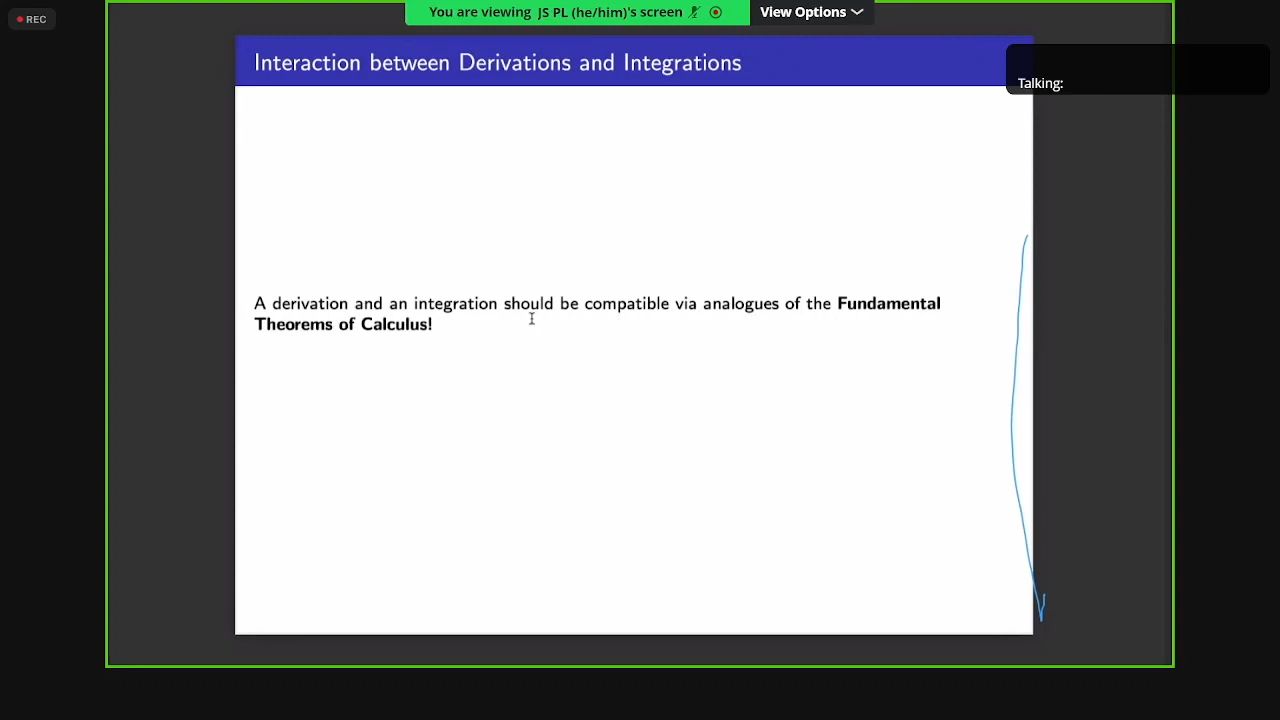 REC
You are viewing JS PL (he/him)'s screen
View Options
Interaction between Derivations and Integrations
Talking:
A derivation and an integration should be compatible via analogues of the Fundamental
Theorems of Calculus!